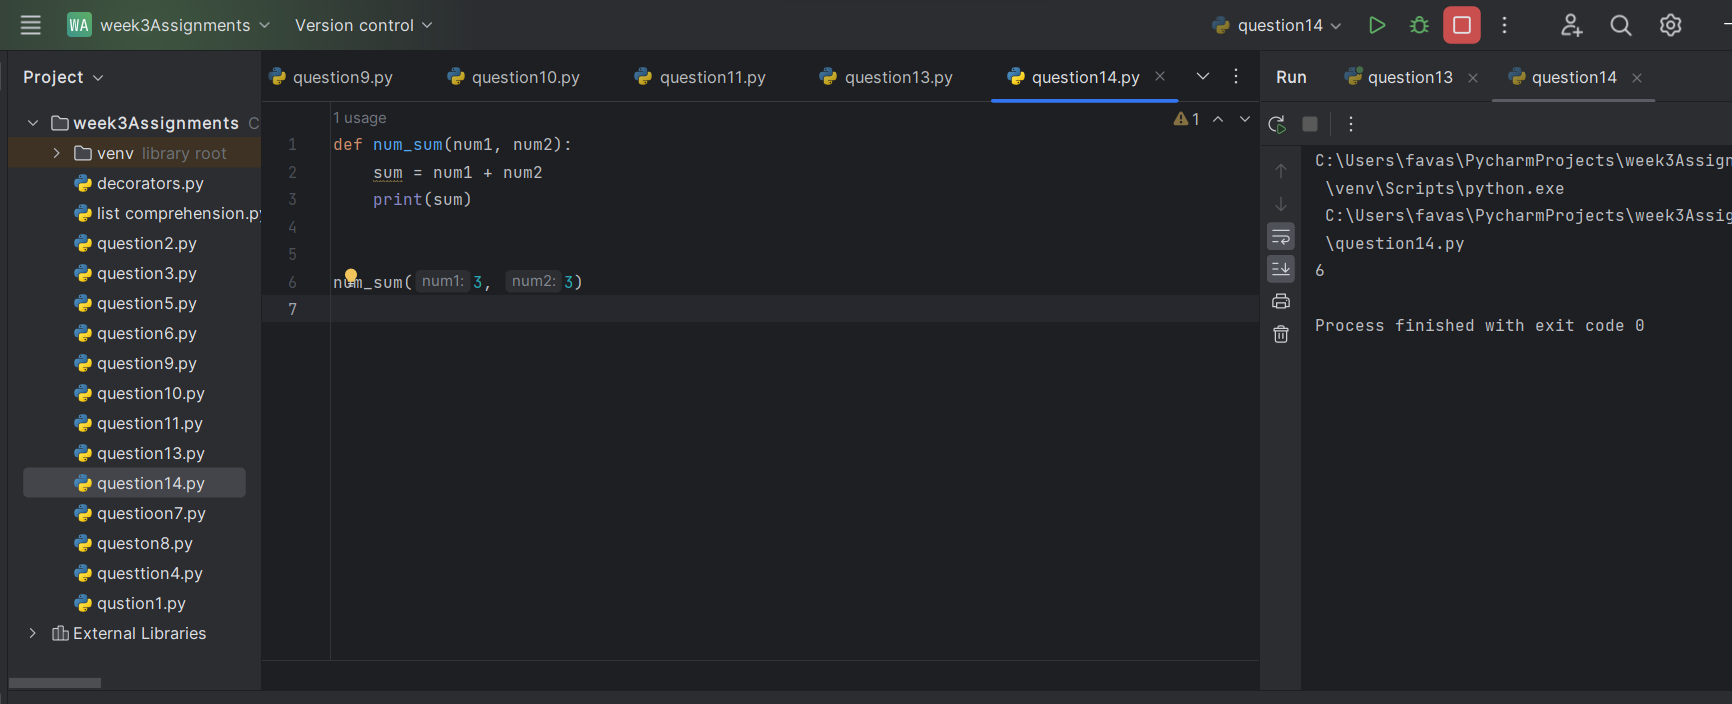 WA week3Assignments Version control question14
Project
question9.py question10.py question11.py question13.py question14.py
Run question13 question14
week3Assignments C
venv library root
decorators.py
list comprehension.py
question2.py
question3.py
question5.py
question6.py
question9.py
question10.py
question11.py
question13.py
question14.py
questioon7.py
queston8.py
questtion4.py
qustion1.py
External Libraries
1 usage
1
1 def num_sum(num1, num2):
2 sum = num1 + num2
3 print(sum)
4
5
6 num_sum( num1: 3, num2: 3)
7
C:\Users\favas\PycharmProjects\week3Assign
\venv\Scripts\python.exe
C:\Users\favas\PycharmProjects\week3Assig
\question14.py
6
Process finished with exit code 0